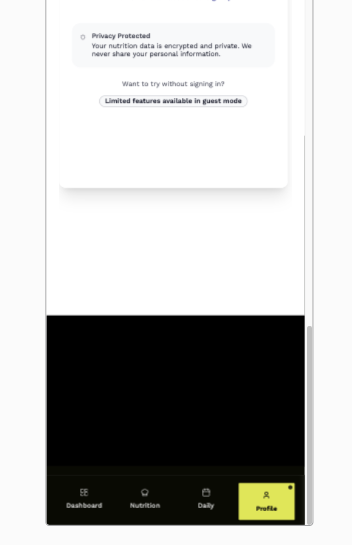 Privacy Protected
Your nutrition data is encrypted and private. We
never share your personal information.
Want to try without signing in?
Limited features available in guest mode
Dashboard
Nutrition
Daily
Profile